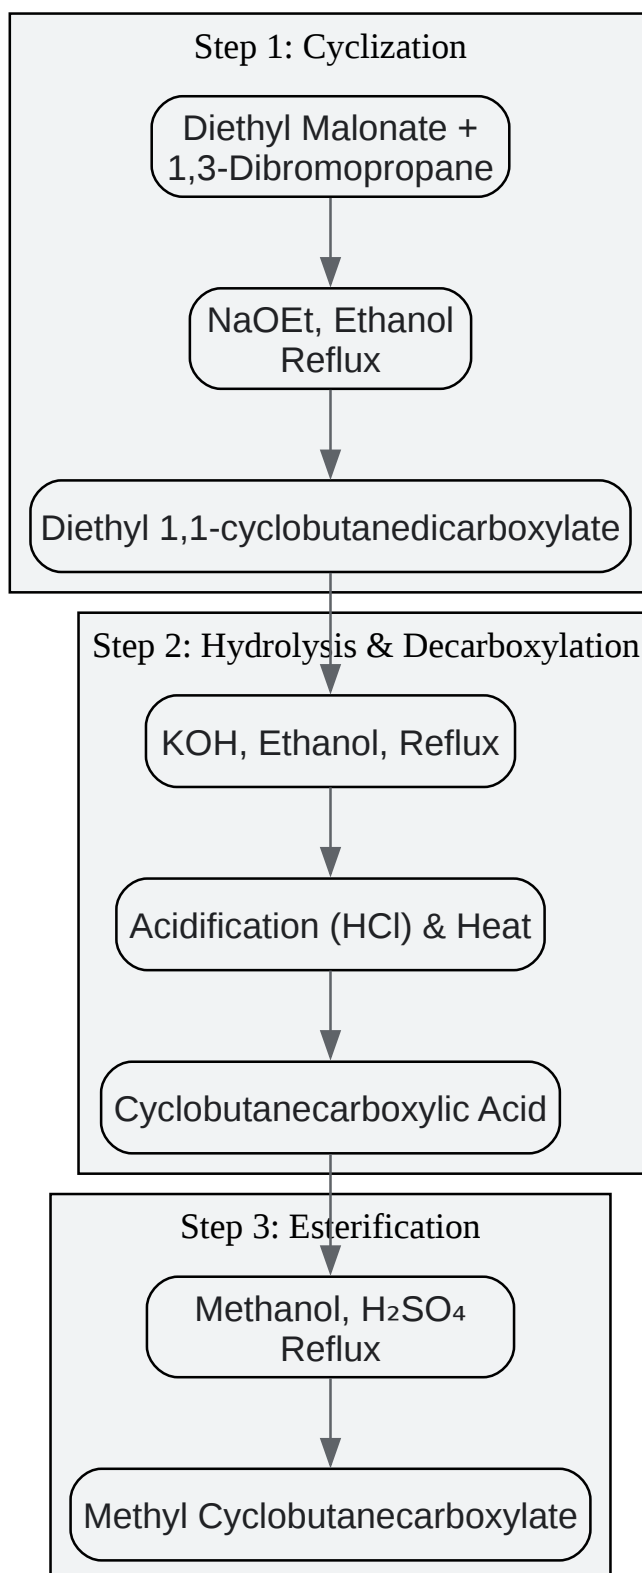 Step 1: Cyclization
Diethyl Malonate +
1,3-Dibromopropane
NaOEt, Ethanol
Reflux
Diethyl 1,1-cyclobutanedicarboxylate
Step 2: Hydrolysis & Decarboxylation
KOH, Ethanol, Reflux
Acidification (HCl) & Heat
Cyclobutanecarboxylic Acid
Step 3: Esterification
Methanol, H₂SO₄
Reflux
Methyl Cyclobutanecarboxylate